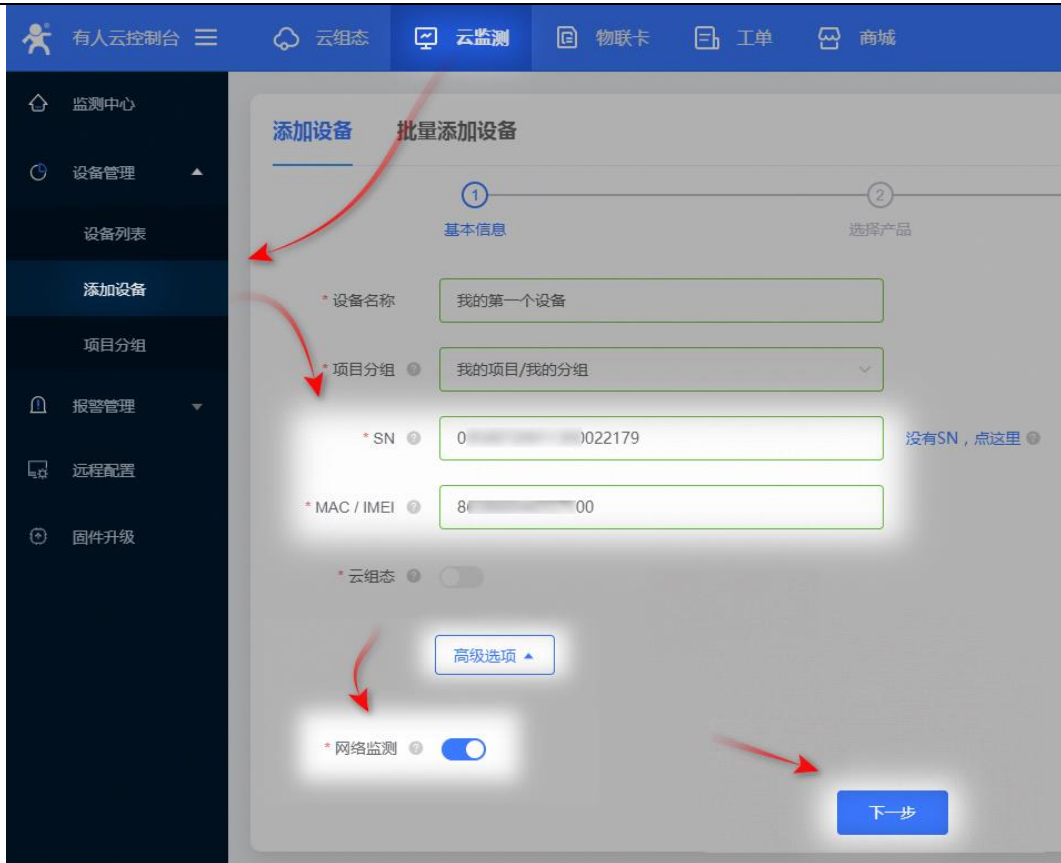 有人云控制台 云组态 云监测 物联卡 工单 商城
监测中心
设备管理
设备列表
添加设备
项目分组
报警管理
远程配置
固件升级
添加设备 批量添加设备
1 2
基本信息 选择产品
* 设备名称 我的第一个设备
* 项目分组 我的项目/我的分组
* SN 0 022179 没有SN，点这里
* MAC / IMEI 8 00
* 云组态
高级选项
* 网络监测
下一步